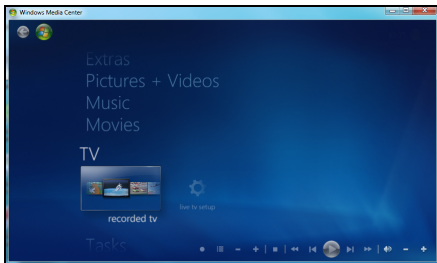 Windows Media Center
Extras
Pictures + Videos
Music
Movies
TV
recorded tv
live tv setup
Tasks